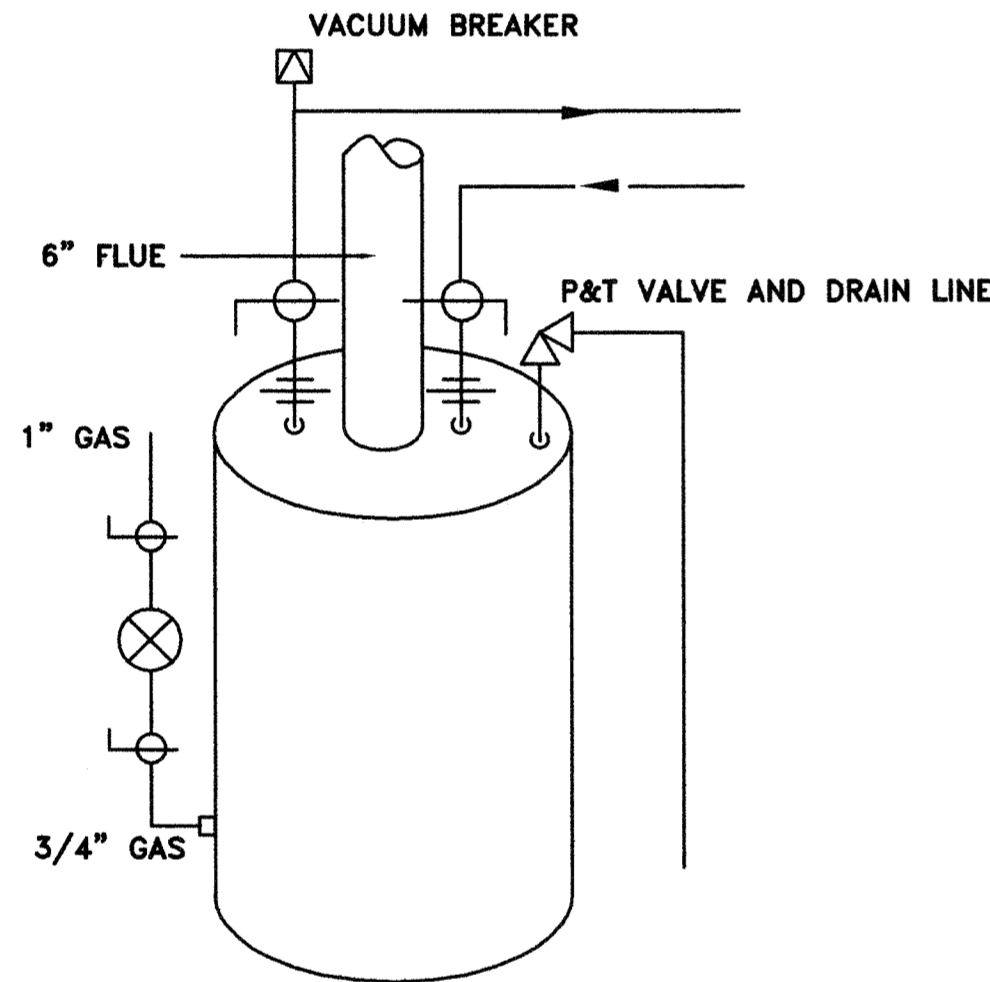 VACUUM BREAKER
6” FLUE
P&T VALVE AND DRAIN LINE
1” GAS
3/4” GAS